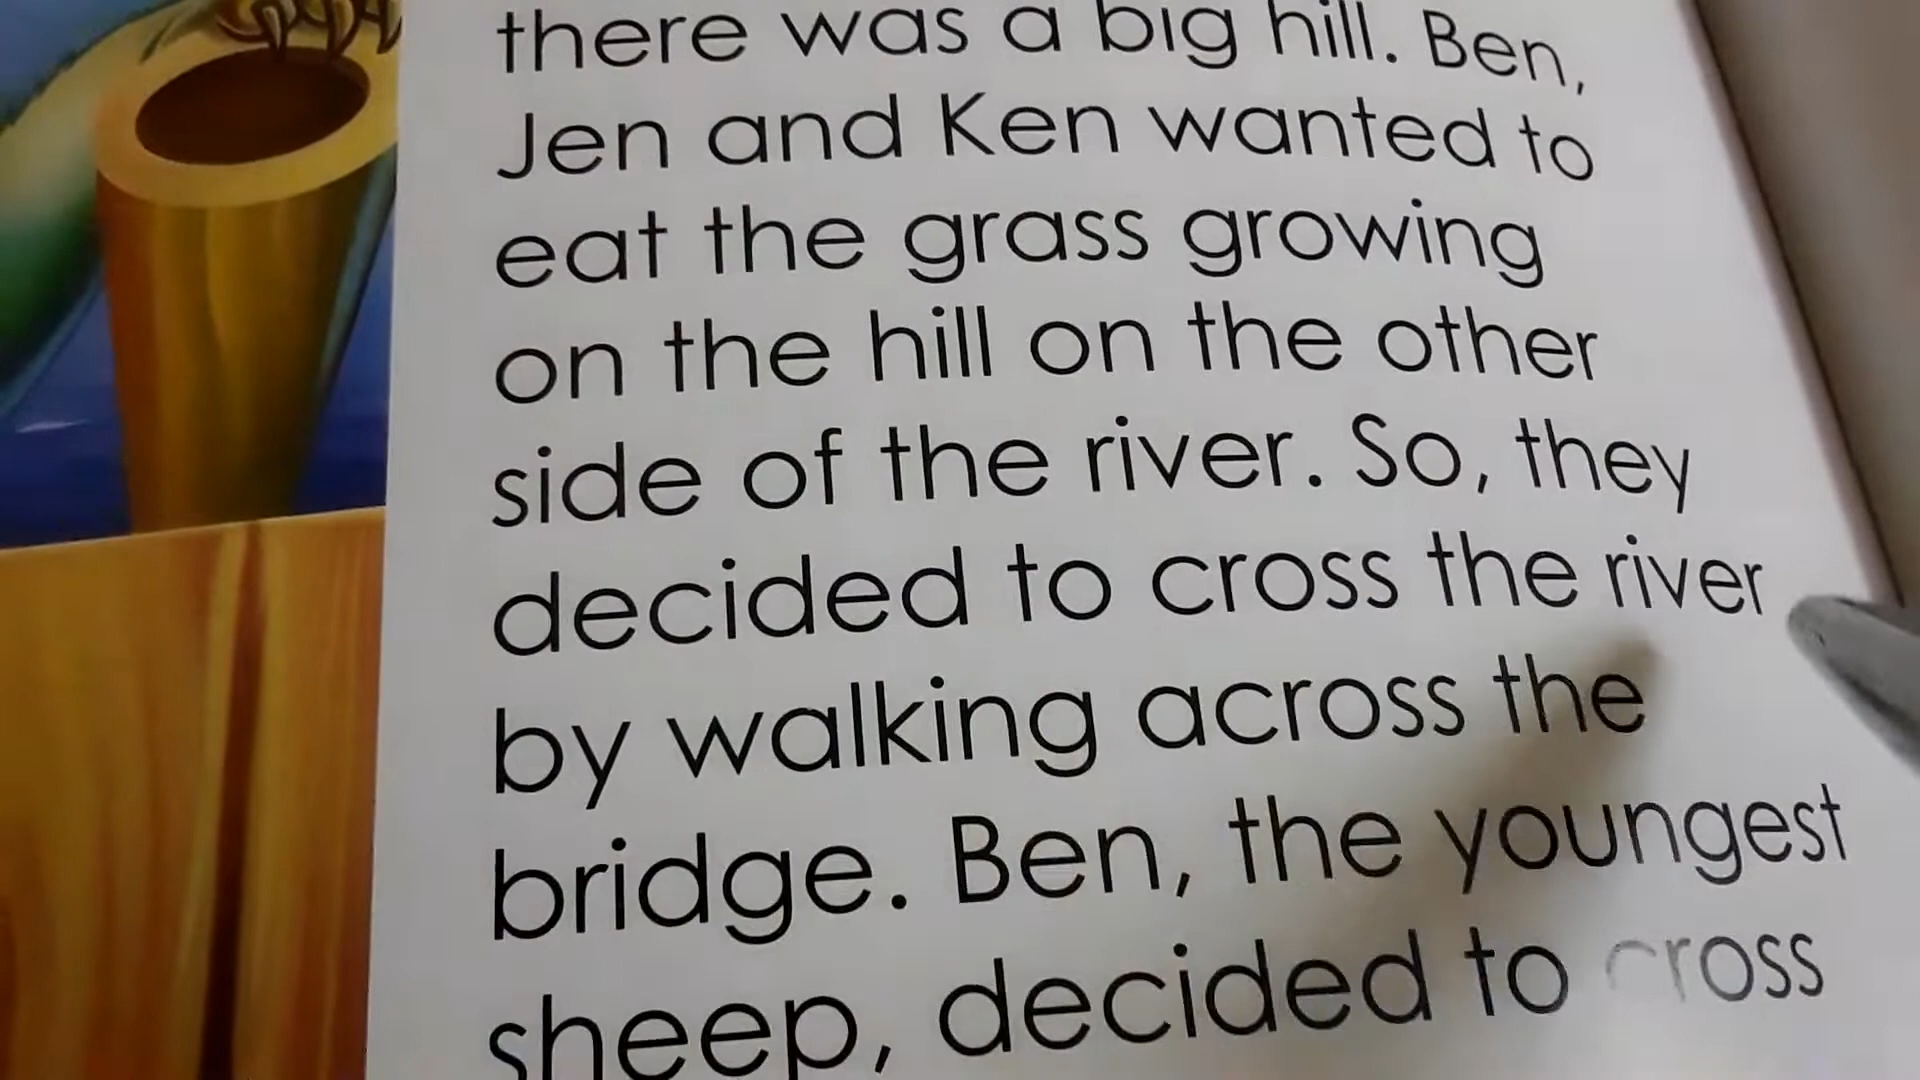 there was a big hill. Ben,
Jen and Ken wanted to
eat the grass growing
on the hill on the other
side of the river. So, they
decided to cross the river
by walking across the
bridge. Ben, the youngest
sheep, decided to cross